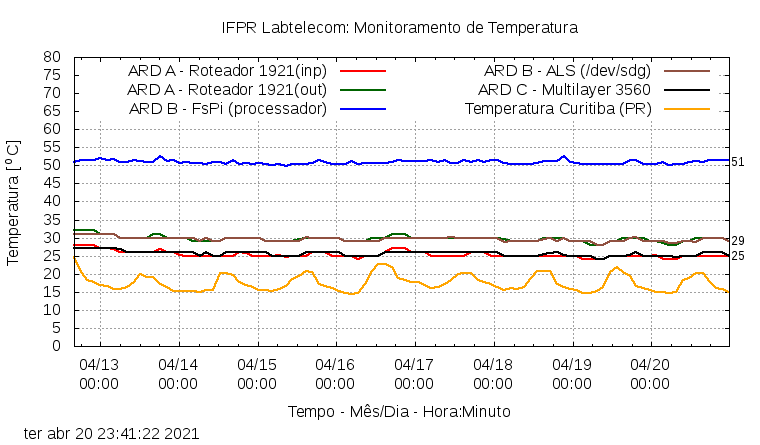 IFPR Labtelecom: Monitoramento de Temperatura
Temperatura [ºC]
80
75
70
65
60
55
50
45
40
35
30
25
20
15
10
5
0
ARD A - Roteador 1921(inp)
ARD A - Roteador 1921(out)
ARD B - FsPi (processador)
ARD B - ALS (/dev/sdg)
ARD C - Multilayer 3560
Temperatura Curitiba (PR)
51
29
25
04/13 04/14 04/15 04/16 04/17 04/18 04/19 04/20
00:00 00:00 00:00 00:00 00:00 00:00 00:00 00:00
Tempo - Mês/Dia - Hora:Minuto
ter abr 20 23:41:22 2021